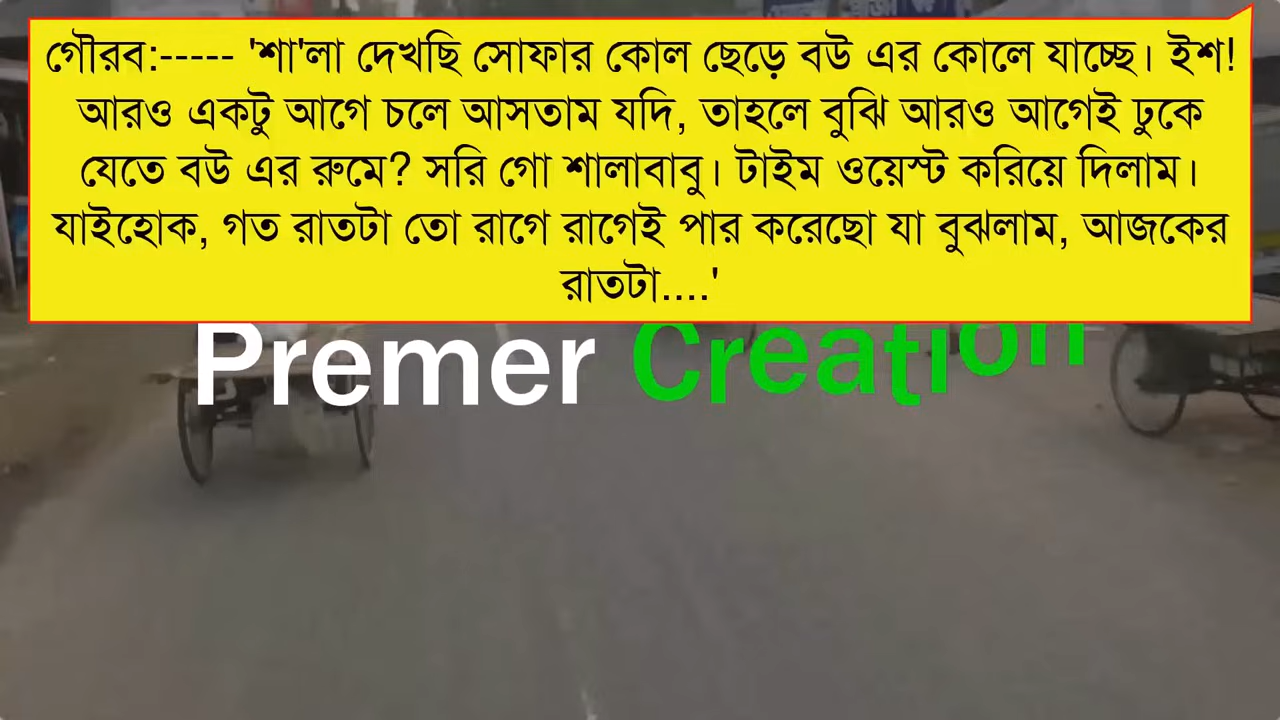 গৌরব:----- 'শা'লা দেখছি সোফার কোল ছেড়ে বউ এর কোলে যাচ্ছে। ইশ!
আরও একটু আগে চলে আসতাম যদি, তাহলে বুঝি আরও আগেই ঢুকে
যেতে বউ এর রুমে? সরি গো শালাবাবু। টাইম ওয়েস্ট করিয়ে দিলাম।
যাইহোক, গত রাতটা তো রাগে রাগেই পার করেছো যা বুঝলাম, আজকের
রাতটা....'
Premer Creation